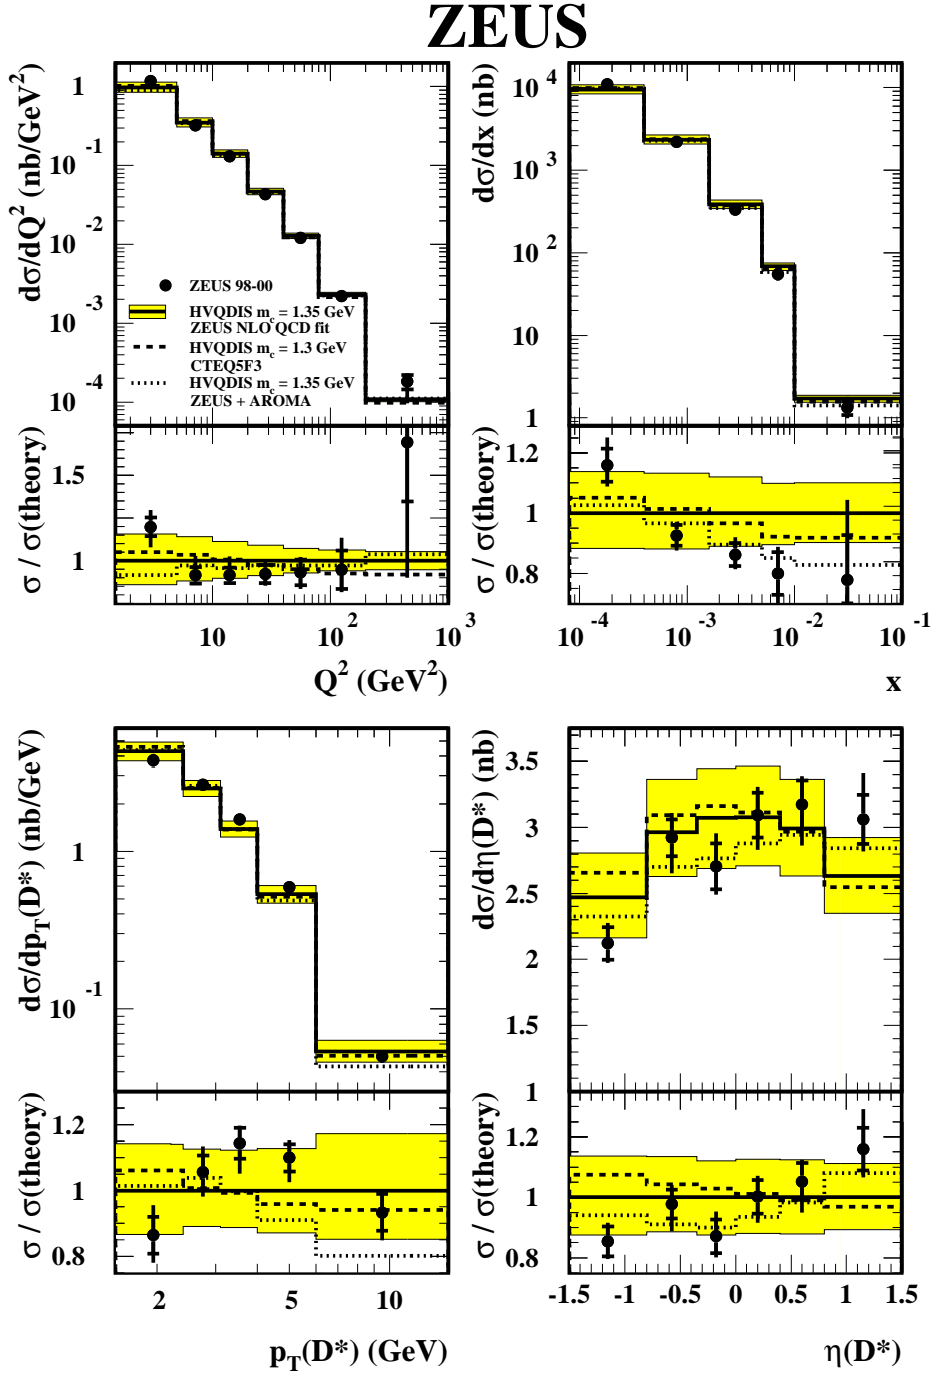 ZEUS
dσ/dQ² (nb/GeV²)
1
10⁻¹
10⁻²
10⁻³
10⁻⁴
ZEUS 98-00
HVQDIS m_c = 1.35 GeV
ZEUS NLO QCD fit
HVQDIS m_c = 1.3 GeV
CTEQ5F3
HVQDIS m_c = 1.35 GeV
ZEUS + AROMA
σ / σ(theory)
1.5
1
10
10²
10³
Q² (GeV²)
dσ/dx (nb)
10⁴
10³
10²
10
1
σ / σ(theory)
1.2
1
0.8
10⁻⁴
10⁻³
10⁻²
10⁻¹
x
dσ/dp_T(D*) (nb/GeV)
1
10⁻¹
σ / σ(theory)
1.2
1
0.8
2
5
10
p_T(D*) (GeV)
dσ/dη(D*) (nb)
3.5
3
2.5
2
1.5
1
σ / σ(theory)
1.2
1
0.8
-1.5
-1
-0.5
0
0.5
1
1.5
η(D*)